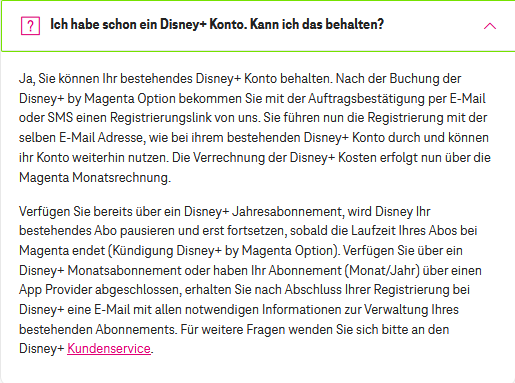 Ich habe schon ein Disney+ Konto. Kann ich das behalten?
Ja, Sie können Ihr bestehendes Disney+ Konto behalten. Nach der Buchung der
Disney+ by Magenta Option bekommen Sie mit der Auftragsbestätigung per E-Mail
oder SMS einen Registrierungslink von uns. Sie führen nun die Registrierung mit der
selben E-Mail Adresse, wie bei ihrem bestehenden Disney+ Konto durch und können
ihr Konto weiterhin nutzen. Die Verrechnung der Disney+ Kosten erfolgt nun über die
Magenta Monatsrechnung.
Verfügen Sie bereits über ein Disney+ Jahresabonnement, wird Disney Ihr
bestehendes Abo pausieren und erst fortsetzen, sobald die Laufzeit Ihres Abos bei
Magenta endet (Kündigung Disney+ by Magenta Option). Verfügen Sie über ein
Disney+ Monatsabonnement oder haben Ihr Abonnement (Monat/Jahr) über einen
App Provider abgeschlossen, erhalten Sie nach Abschluss Ihrer Registrierung bei
Disney+ eine E-Mail mit allen notwendigen Informationen zur Verwaltung Ihres
bestehenden Abonnements. Für weitere Fragen wenden Sie sich bitte an den
Disney+ Kundenservice.